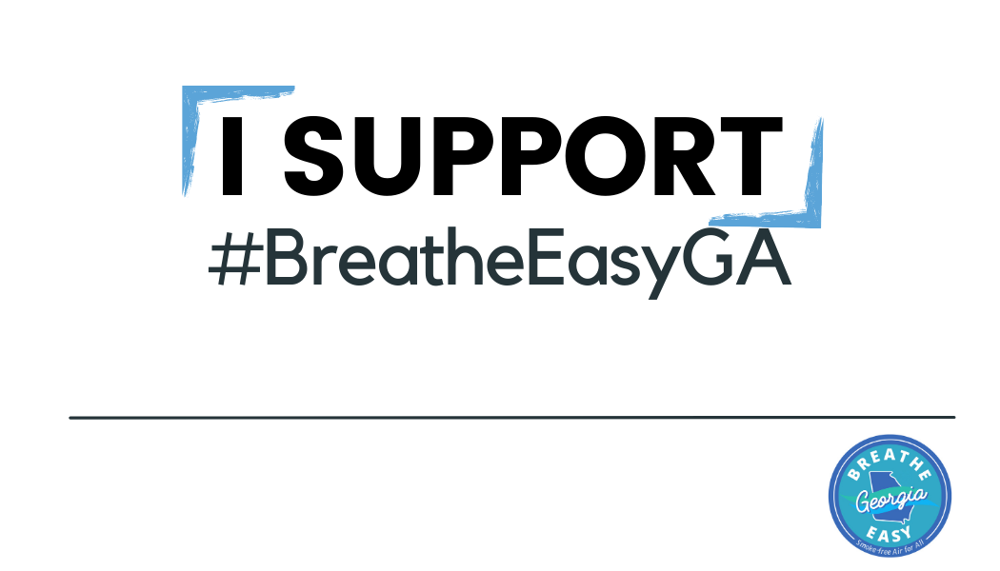 I SUPPORT
#BreatheEasyGA
BREATHE
Georgia
EASY
Smoke-free Air for All